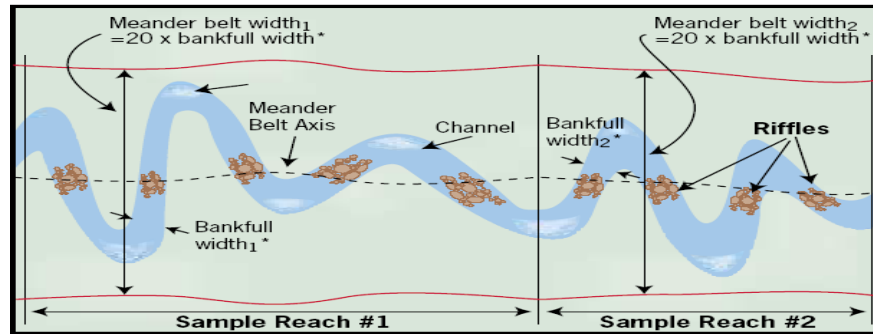 Meander belt width1
=20 x bankfull width*
Meander belt width2
=20 x bankfull width*
Meander
Belt Axis
Channel
Bankfull
width2*
Riffles
Bankfull
width1*
Sample Reach #1
Sample Reach #2